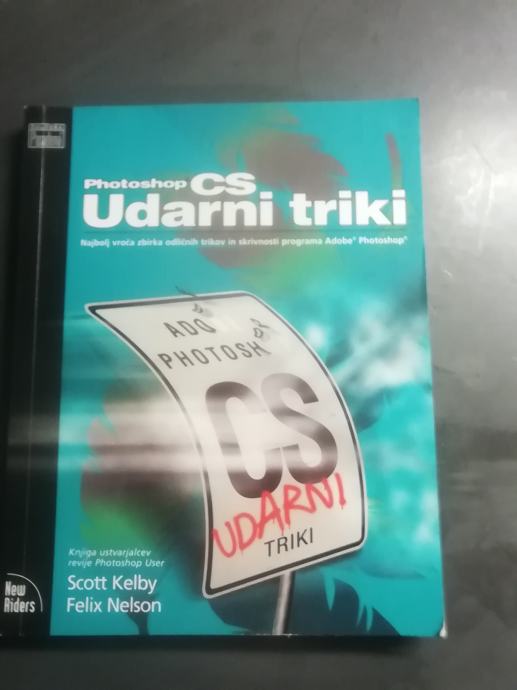 Photoshop CS
Udarni triki
Najbolj vroča zbirka odličnih trikov in skrivnosti programa Adobe® Photoshop®
ADO
PHOTOSH
CS
UDARNI
TRIKI
Knjiga ustvarjalcev
revije Photoshop User
Scott Kelby
Felix Nelson
New
Riders